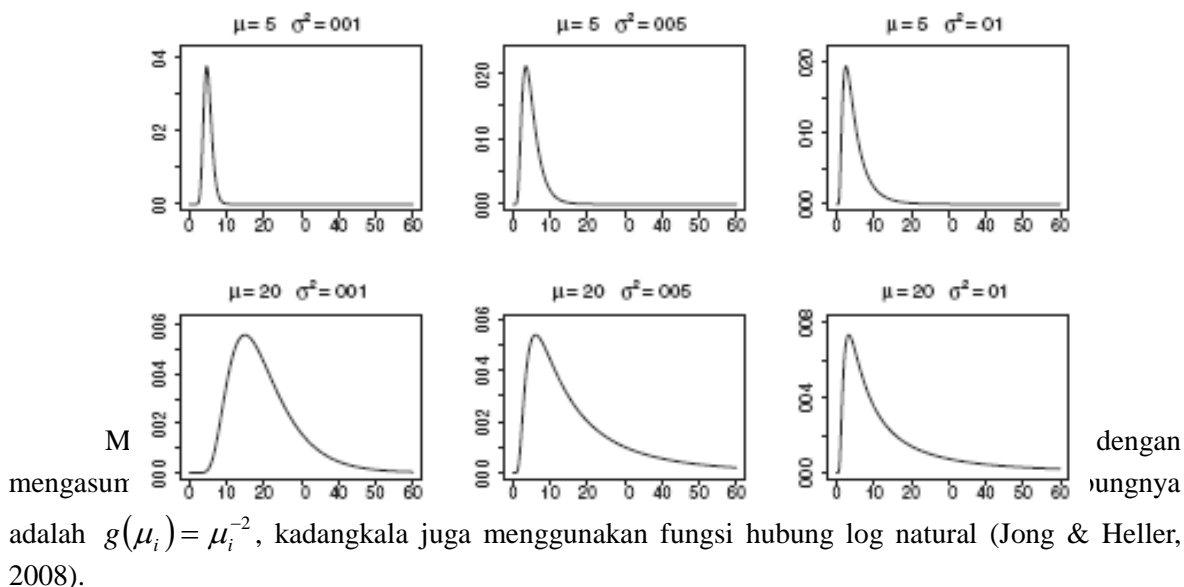 μ = 5 σ² = 001
μ = 5 σ² = 005
μ = 5 σ² = 01
04
02
00
0 10 20 0 40 50 60
020
010
000
0 10 20 0 40 50 60
020
010
000
0 10 20 0 40 50 60
μ = 20 σ² = 001
μ = 20 σ² = 005
μ = 20 σ² = 01
006
004
002
000
0 10 20 0 40 50 60
006
004
002
000
0 10 20 0 40 50 60
008
004
000
0 10 20 0 40 50 60
M dengan
mengasum ungnya
adalah g(μᵢ) = μᵢ⁻², kadangkala juga menggunakan fungsi hubung log natural (Jong & Heller,
2008).